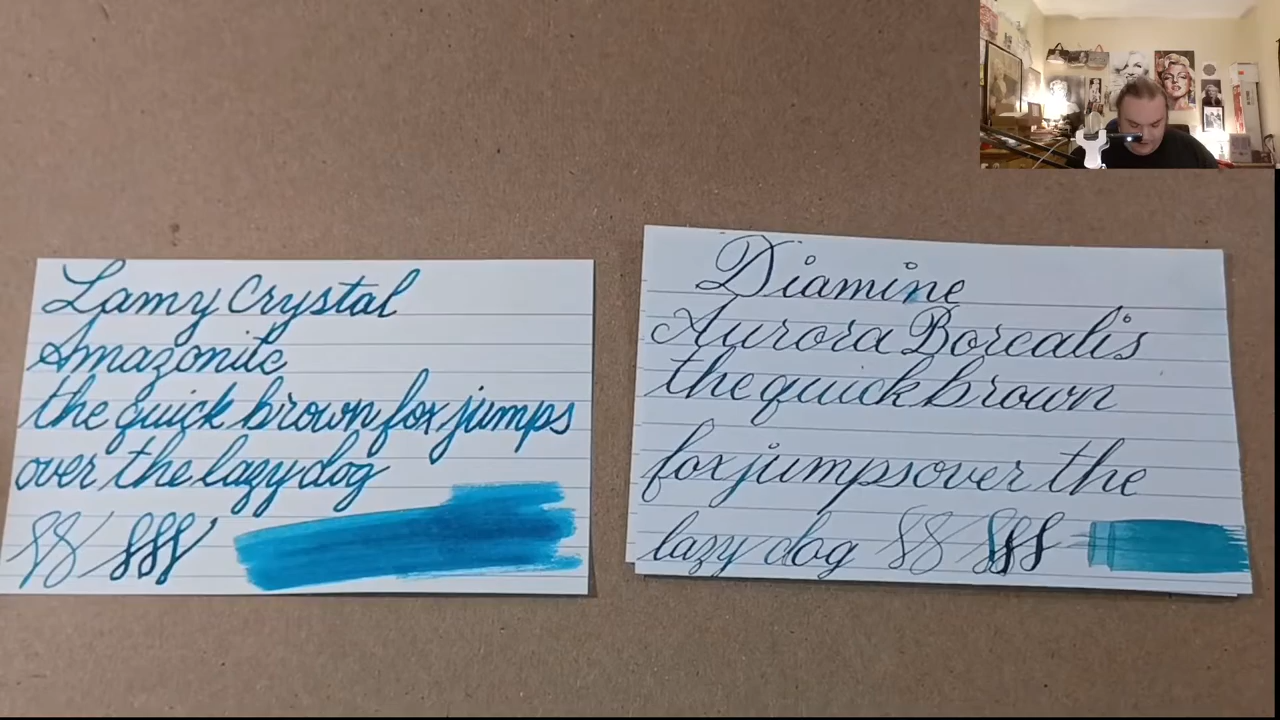 Lamy Crystal
Amazonite
the quick brown fox jumps
over the lazy dog
Diamine
Aurora Borealis
the quick brown
fox jumps over the
lazy dog